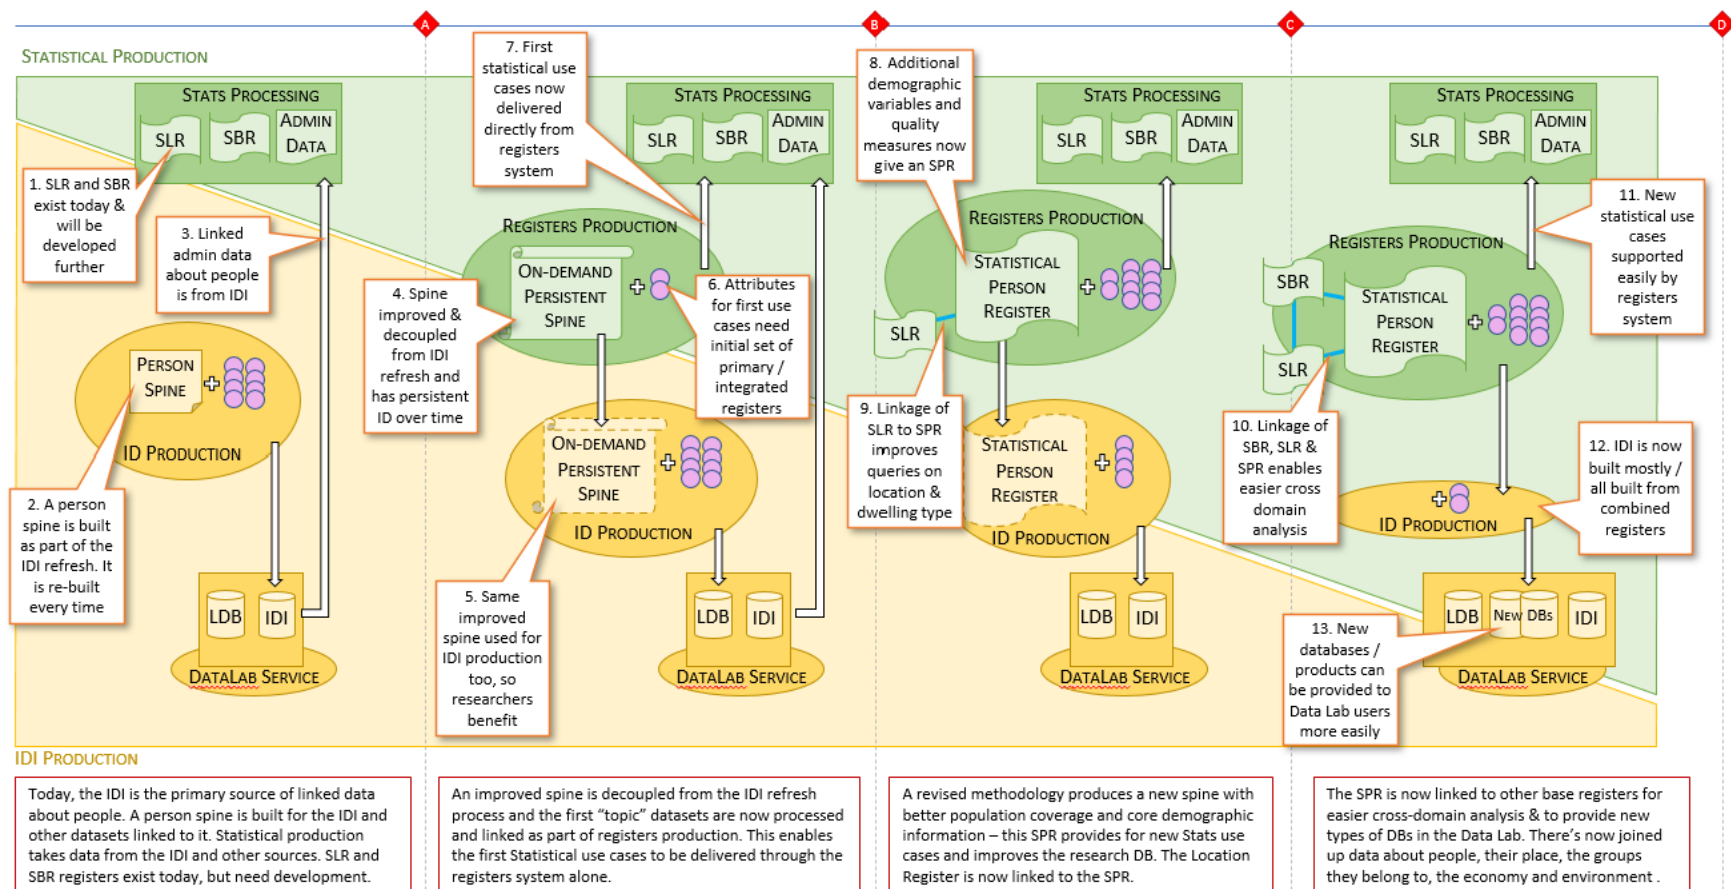 A
B
C
D
STATISTICAL PRODUCTION
STATS PROCESSING
SLR
SBR
ADMIN
DATA
1. SLR and SBR
exist today &
will be
developed
further
3. Linked
admin data
about people
is from IDI
PERSON
SPINE
+
ID PRODUCTION
2. A person
spine is built
as part of the
IDI refresh. It
is re-built
every time
LDB
IDI
DATALAB SERVICE
7. First
statistical use
cases now
delivered
directly from
registers
system
STATS PROCESSING
SLR
SBR
ADMIN
DATA
REGISTERS PRODUCTION
ON-DEMAND
PERSISTENT
SPINE
+
4. Spine
improved &
decoupled
from IDI
refresh and
has persistent
ID over time
6. Attributes
for first use
cases need
initial set of
primary /
integrated
registers
ON-DEMAND
PERSISTENT
SPINE
+
ID PRODUCTION
5. Same
improved
spine used for
IDI production
too, so
researchers
benefit
LDB
IDI
DATALAB SERVICE
8. Additional
demographic
variables and
quality
measures now
give an SPR
STATS PROCESSING
SLR
SBR
ADMIN
DATA
REGISTERS PRODUCTION
STATISTICAL
PERSON
REGISTER
+
SLR
9. Linkage of
SLR to SPR
improves
queries on
location &
dwelling type
STATISTICAL
PERSON
REGISTER
+
ID PRODUCTION
LDB
IDI
DATALAB SERVICE
STATS PROCESSING
SLR
SBR
ADMIN
DATA
11. New
statistical use
cases
supported
easily by
registers
system
REGISTERS PRODUCTION
SBR
STATISTICAL
PERSON
REGISTER
+
SLR
10. Linkage of
SBR, SLR &
SPR enables
easier cross
domain
analysis
12. IDI is now
built mostly /
all built from
combined
registers
+
ID PRODUCTION
LDB
NEW DBS
IDI
DATALAB SERVICE
13. New
databases /
products can
be provided to
Data Lab users
more easily
IDI PRODUCTION
Today, the IDI is the primary source of linked data
about people. A person spine is built for the IDI and
other datasets linked to it. Statistical production
takes data from the IDI and other sources. SLR and
SBR registers exist today, but need development.
An improved spine is decoupled from the IDI refresh
process and the first “topic” datasets are now processed
and linked as part of registers production. This enables
the first Statistical use cases to be delivered through the
registers system alone.
A revised methodology produces a new spine with
better population coverage and core demographic
information – this SPR provides for new Stats use
cases and improves the research DB. The Location
Register is now linked to the SPR.
The SPR is now linked to other base registers for
easier cross-domain analysis & to provide new
types of DBs in the Data Lab. There’s now joined
up data about people, their place, the groups
they belong to, the economy and environment .